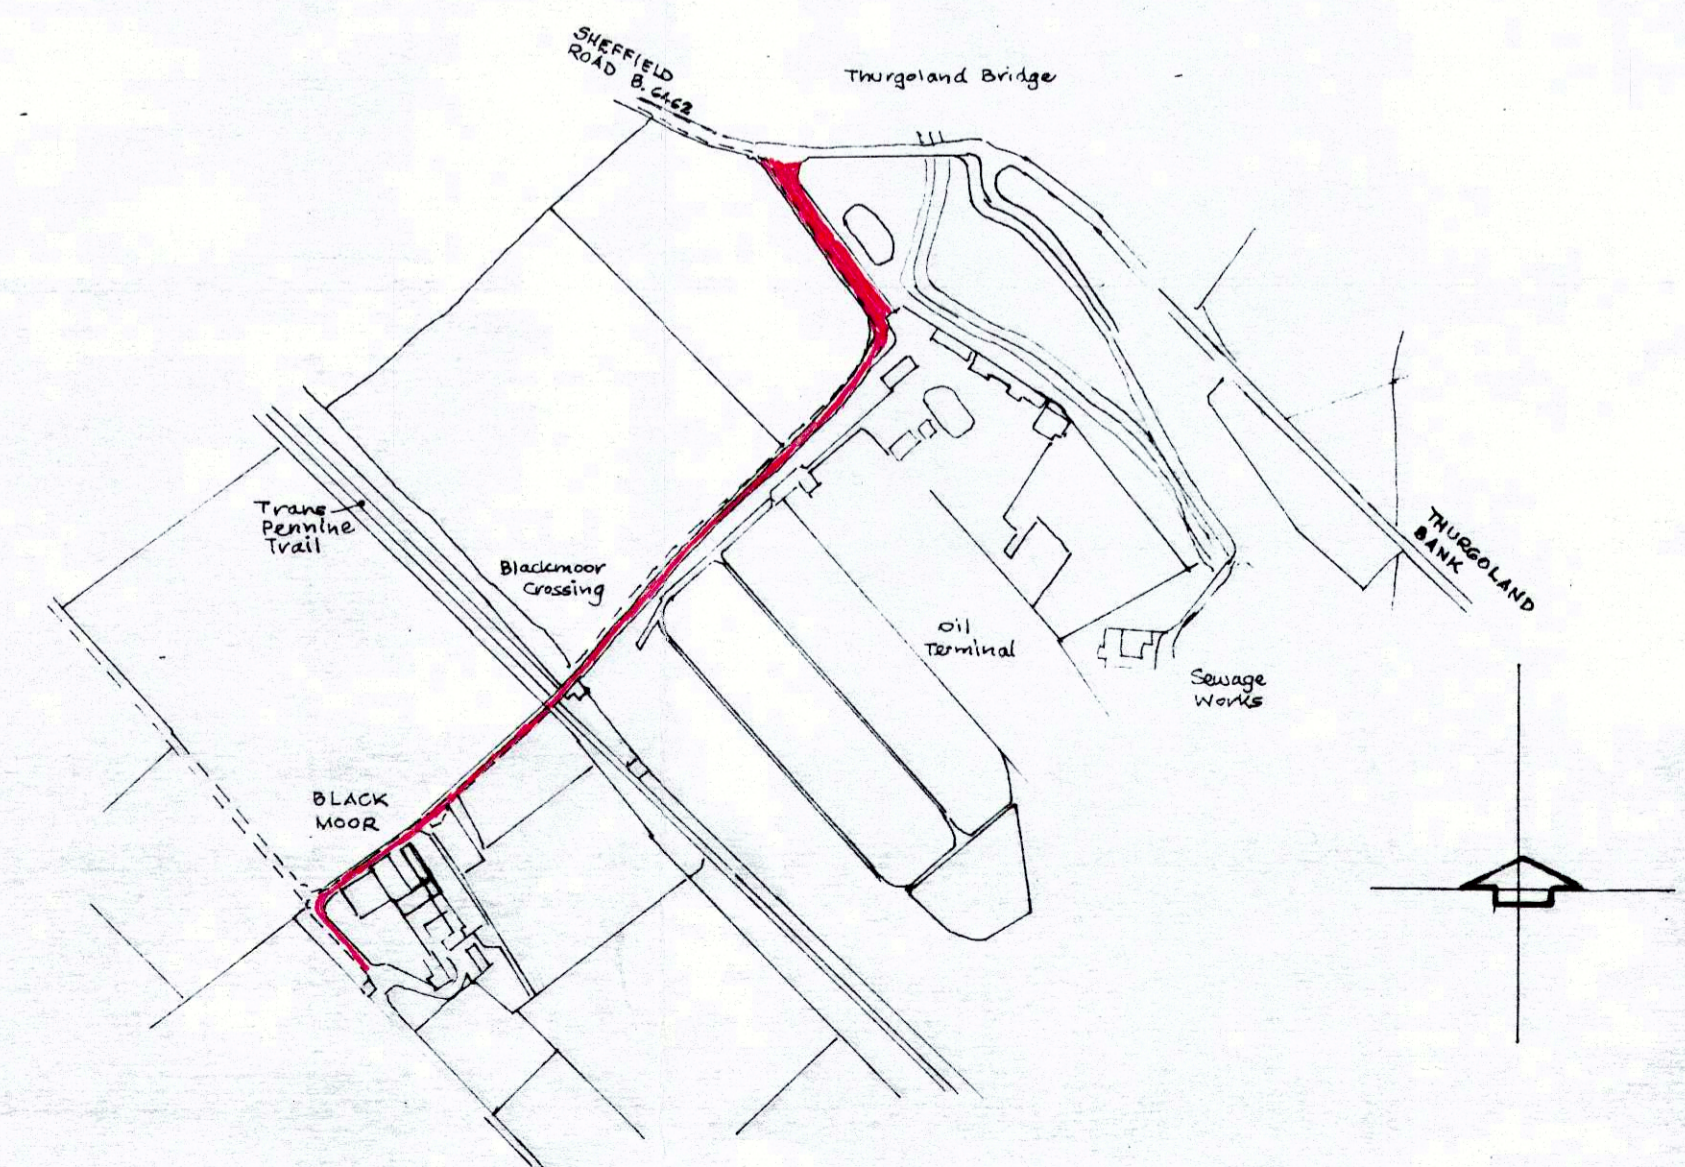 SHEFFIELD
ROAD B.6462
Thurgoland Bridge
Trans
Pennine
Trail
Blackmoor
Crossing
THURGOLAND
BANK
Oil
Terminal
Sewage
Works
BLACK
MOOR